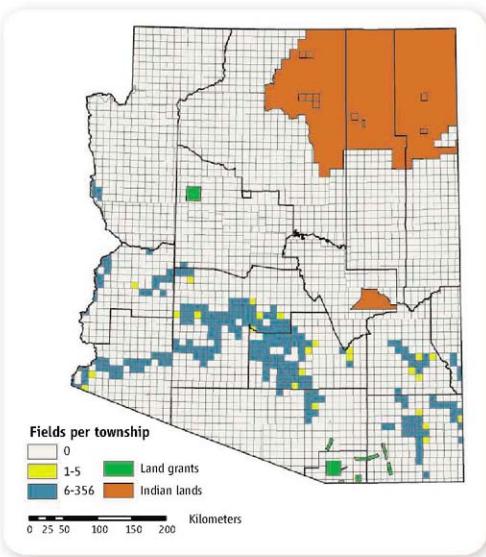 Fields per township
0
1-5
6-356
Land grants
Indian lands
0 25 50 100 150 200
Kilometers